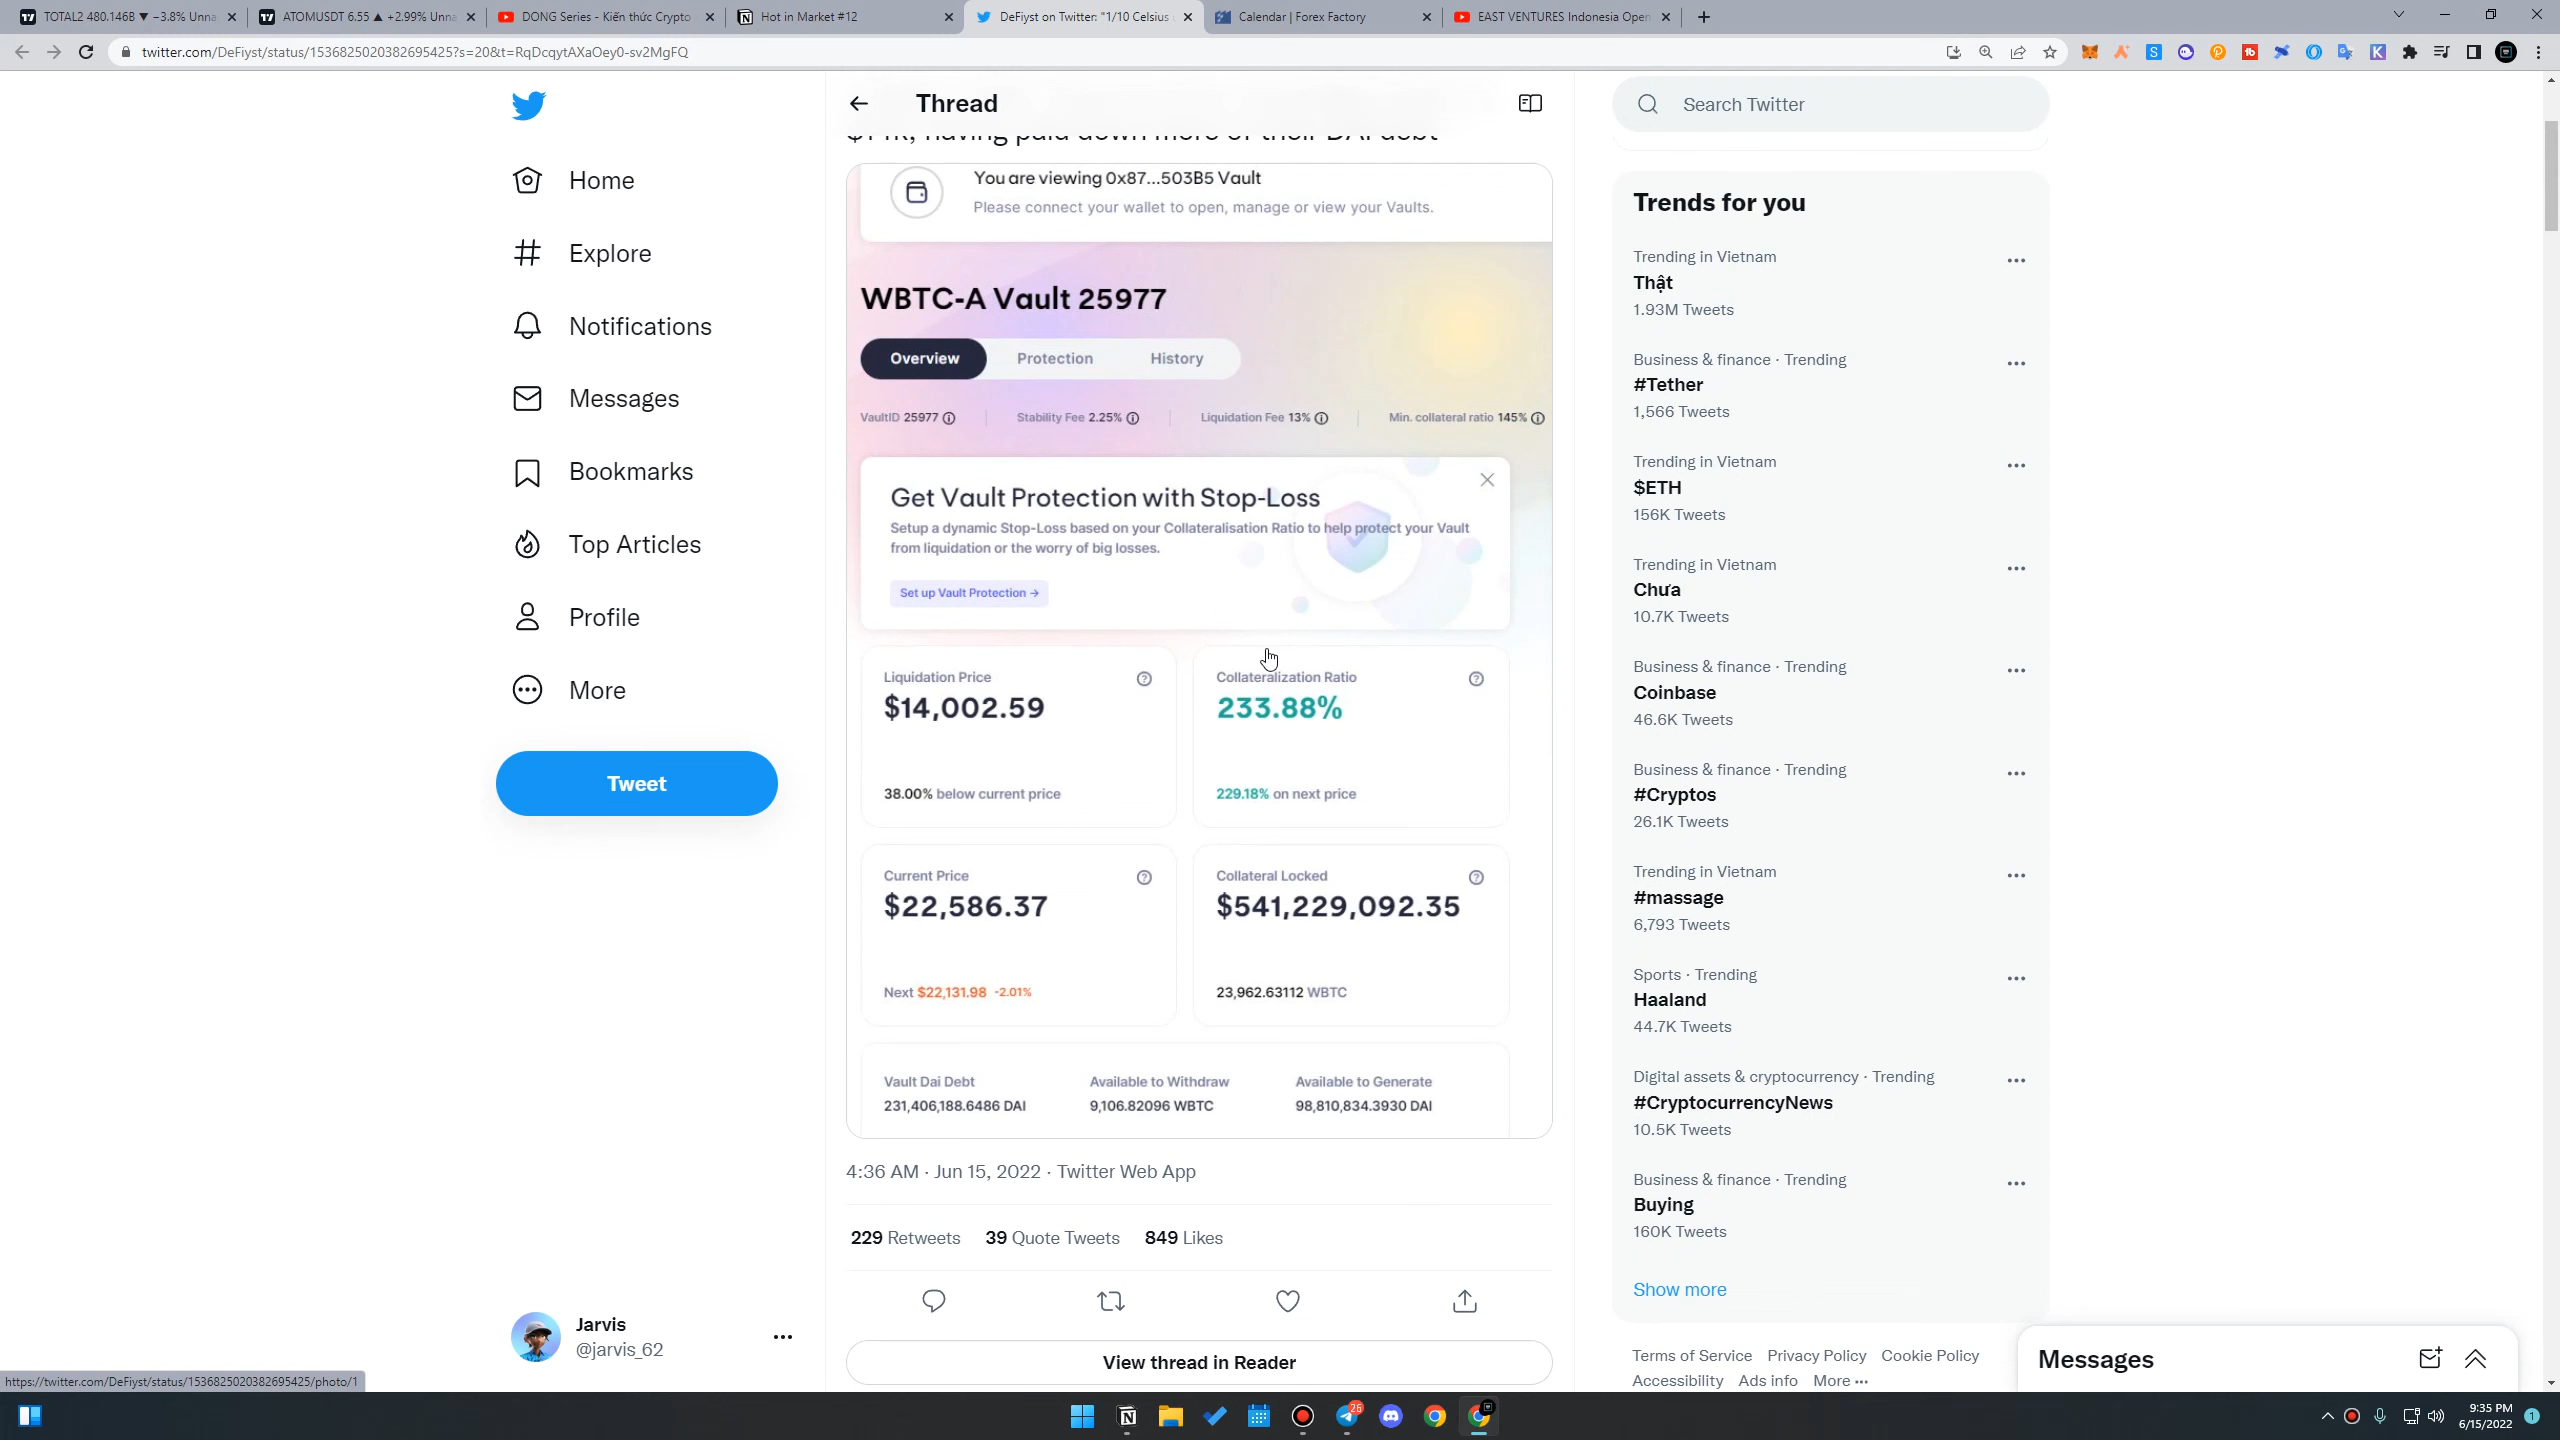 TOTAL2 480.146B ▼ −3.8% Unna
ATOMUSDT 6.55 ▲ +2.99% Unna
DONG Series - Kiến thức Crypto
Hot in Market #12
DeFiyst on Twitter: "1/10 Celsius
Calendar | Forex Factory
EAST VENTURES Indonesia Open
twitter.com/DeFiyst/status/1536825020382695425?s=20&t=RqDcqytAXaOey0-sv2MgFQ
Home
Explore
Notifications
Messages
Bookmarks
Top Articles
Profile
More
Tweet
Jarvis
@jarvis_62
https://twitter.com/DeFiyst/status/1536825020382695425/photo/1
Thread
$14k, having paid down more of their DAI debt
You are viewing 0x87...503B5 Vault
Please connect your wallet to open, manage or view your Vaults.
WBTC-A Vault 25977
Overview Protection History
VaultID 25977 Stability Fee 2.25% Liquidation Fee 13% Min. collateral ratio 145%
Get Vault Protection with Stop-Loss
Setup a dynamic Stop-Loss based on your Collateralisation Ratio to help protect your Vault
from liquidation or the worry of big losses.
Set up Vault Protection →
Liquidation Price
$14,002.59
38.00% below current price
Collateralization Ratio
233.88%
229.18% on next price
Current Price
$22,586.37
Next $22,131.98 -2.01%
Collateral Locked
$541,229,092.35
23,962.63112 WBTC
Vault Dai Debt
231,406,188.6486 DAI
Available to Withdraw
9,106.82096 WBTC
Available to Generate
98,810,834.3930 DAI
4:36 AM · Jun 15, 2022 · Twitter Web App
229 Retweets 39 Quote Tweets 849 Likes
View thread in Reader
Search Twitter
Trends for you
Trending in Vietnam
Thật
1.93M Tweets
Business & finance · Trending
#Tether
1,566 Tweets
Trending in Vietnam
$ETH
156K Tweets
Trending in Vietnam
Chưa
10.7K Tweets
Business & finance · Trending
Coinbase
46.6K Tweets
Business & finance · Trending
#Cryptos
26.1K Tweets
Trending in Vietnam
#massage
6,793 Tweets
Sports · Trending
Haaland
44.7K Tweets
Digital assets & cryptocurrency · Trending
#CryptocurrencyNews
10.5K Tweets
Business & finance · Trending
Buying
160K Tweets
Show more
Terms of Service Privacy Policy Cookie Policy
Accessibility Ads info More ···
Messages
26
9:35 PM
6/15/2022
1